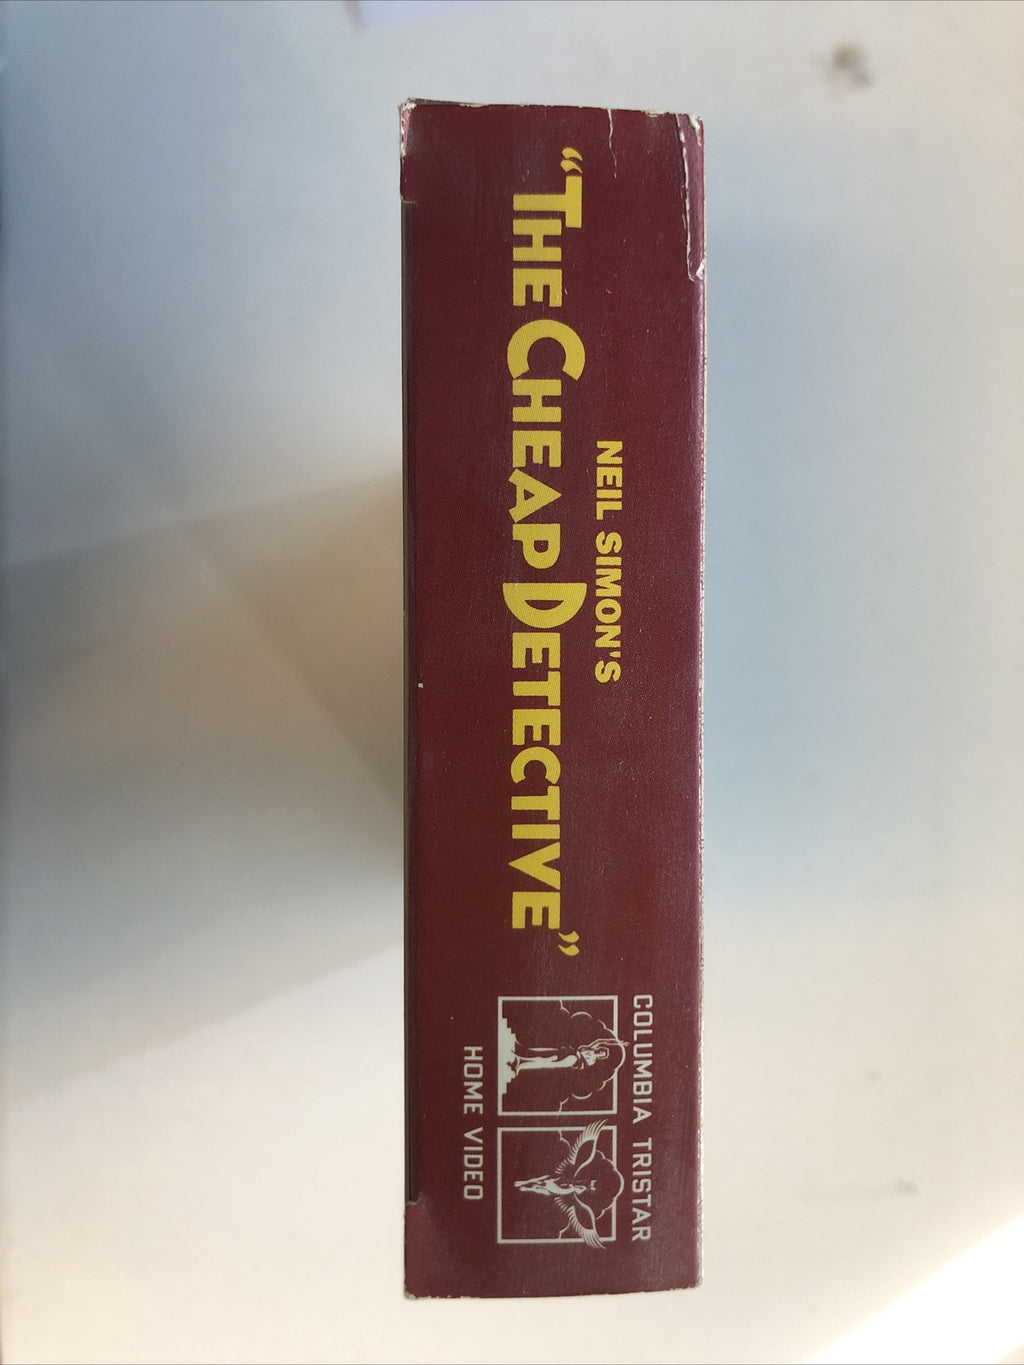 NEIL SIMON'S
"THE CHEAP DETECTIVE"
COLUMBIA TRISTAR
HOME VIDEO